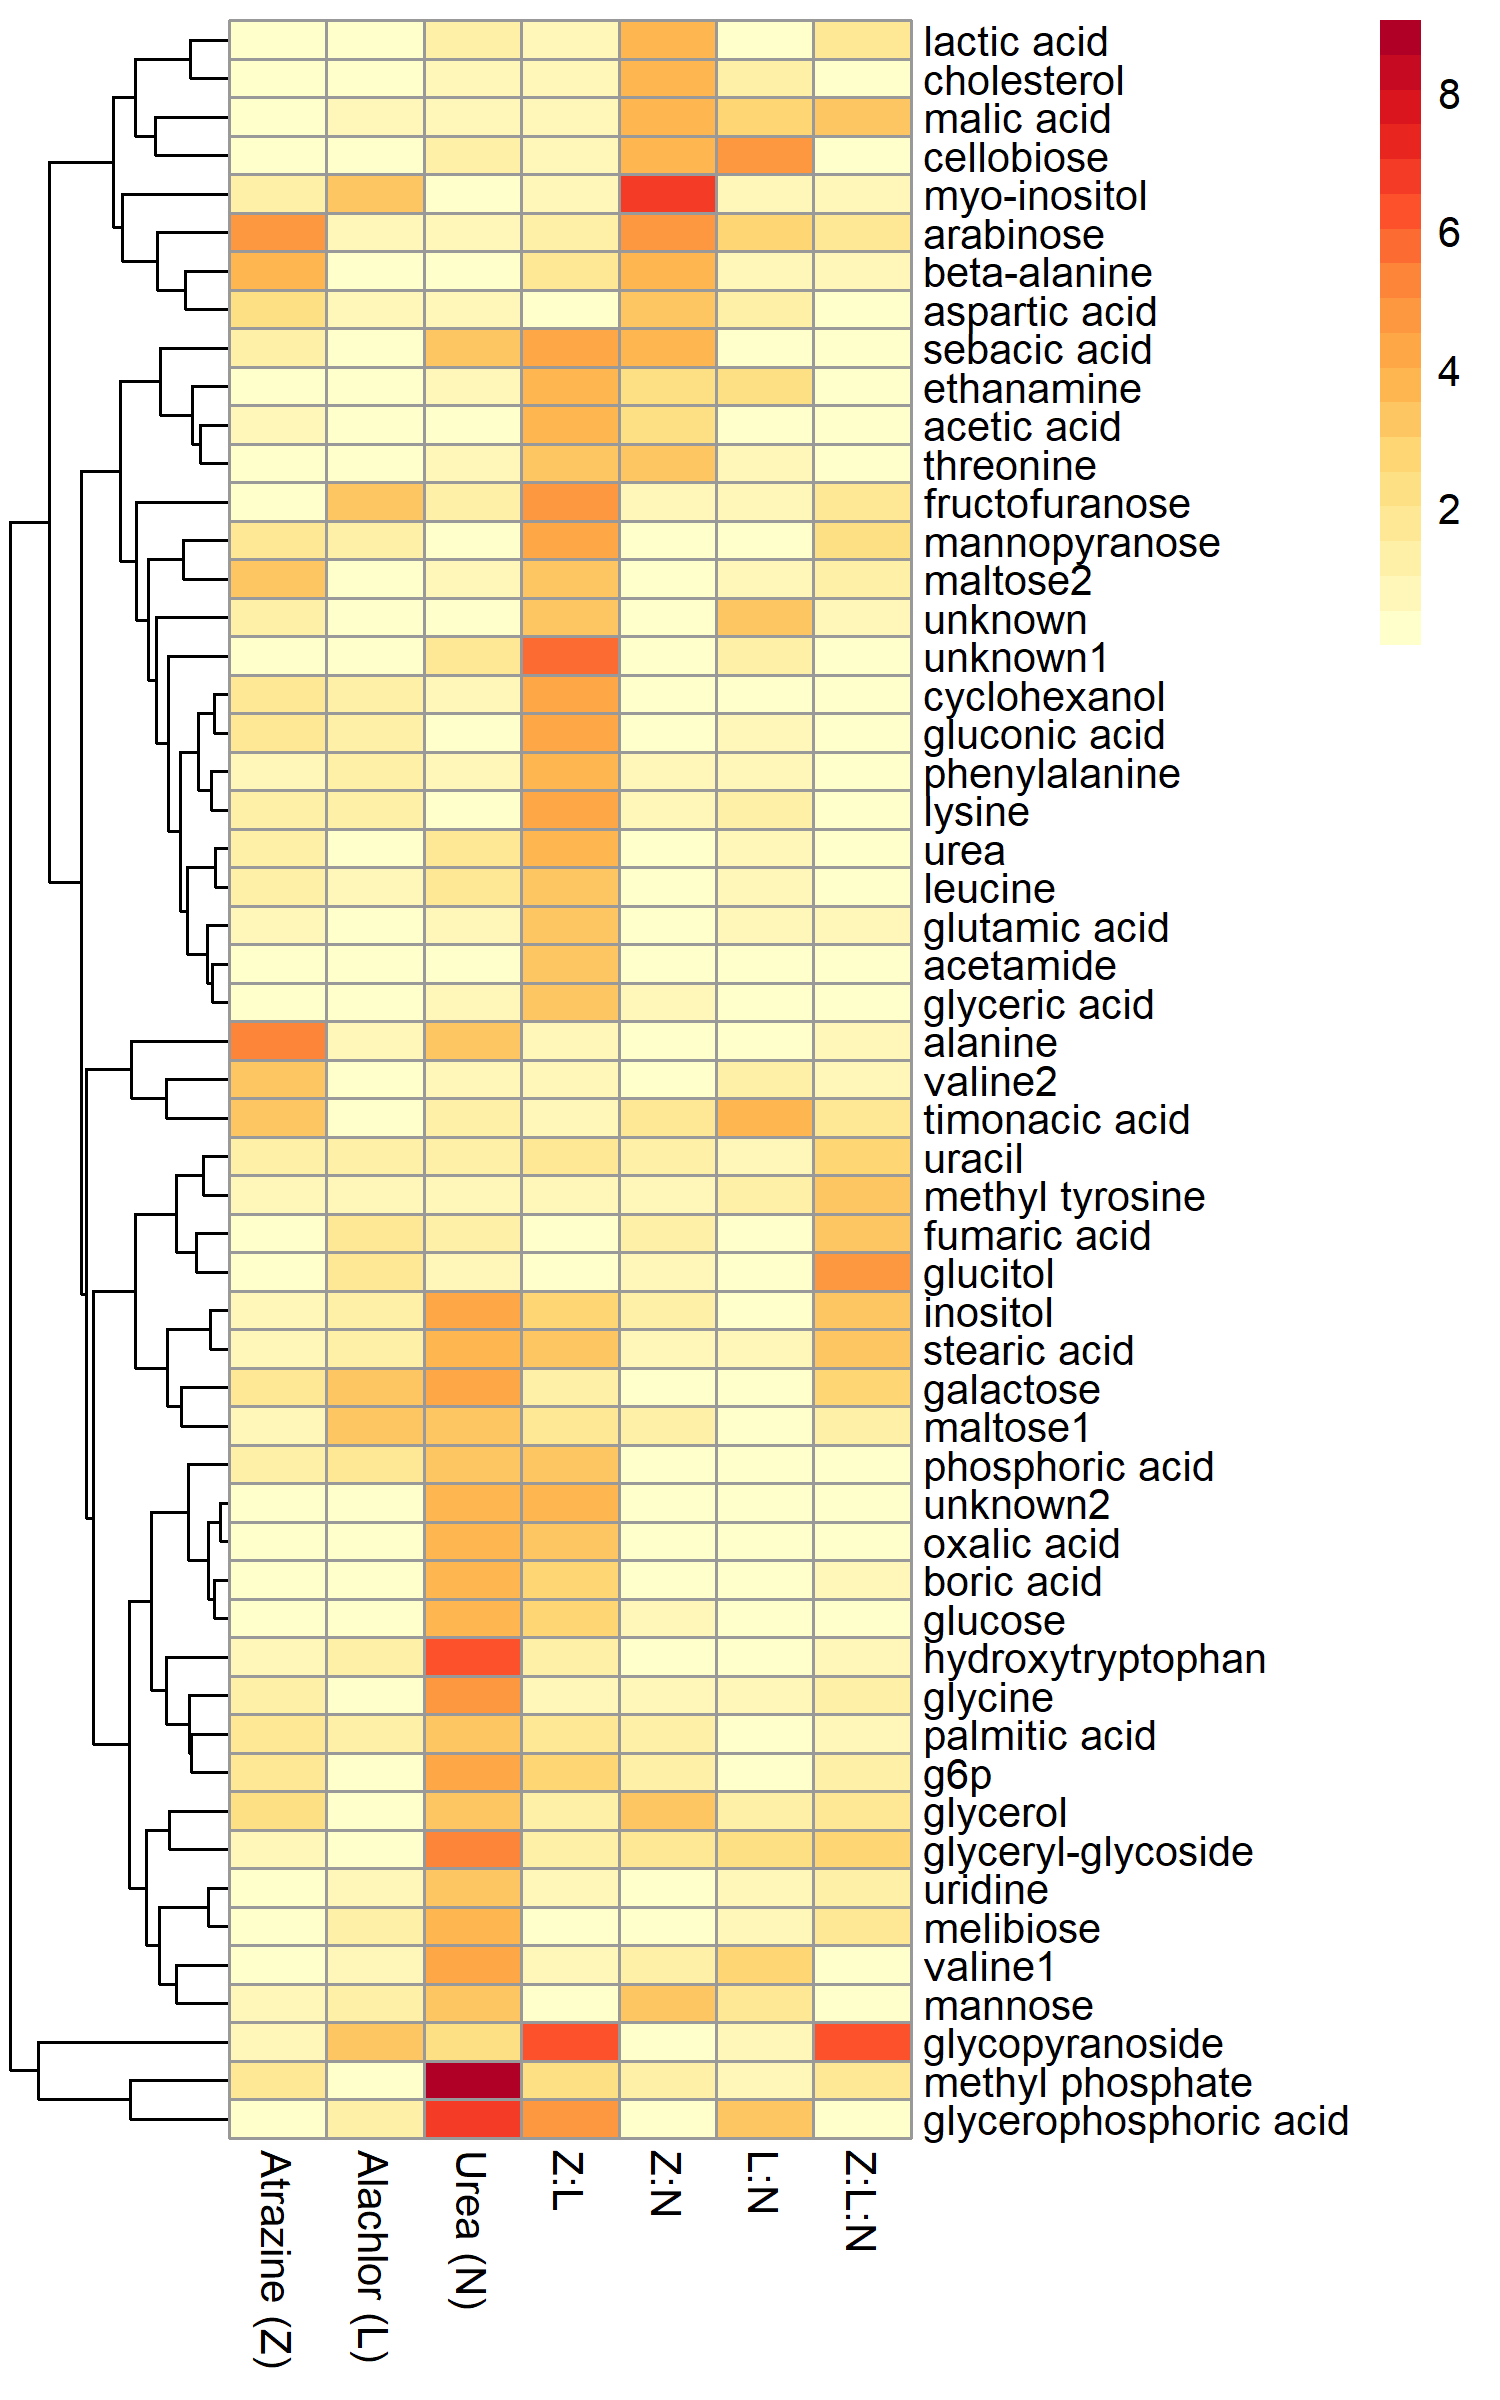 lactic acid
cholesterol
malic acid
cellobiose
myo-inositol
arabinose
beta-alanine
aspartic acid
sebacic acid
ethanamine
acetic acid
threonine
fructofuranose
mannopyranose
maltose2
unknown
unknown1
cyclohexanol
gluconic acid
phenylalanine
lysine
urea
leucine
glutamic acid
acetamide
glyceric acid
alanine
valine2
timonacic acid
uracil
methyl tyrosine
fumaric acid
glucitol
inositol
stearic acid
galactose
maltose1
phosphoric acid
unknown2
oxalic acid
boric acid
glucose
hydroxytryptophan
glycine
palmitic acid
g6p
glycerol
glyceryl-glycoside
uridine
melibiose
valine1
mannose
glycopyranoside
methyl phosphate
glycerophosphoric acid
8
6
4
2
Atrazine (Z)
Alachlor (L)
Urea (N)
Z:L
Z:N
L:N
Z:L:N